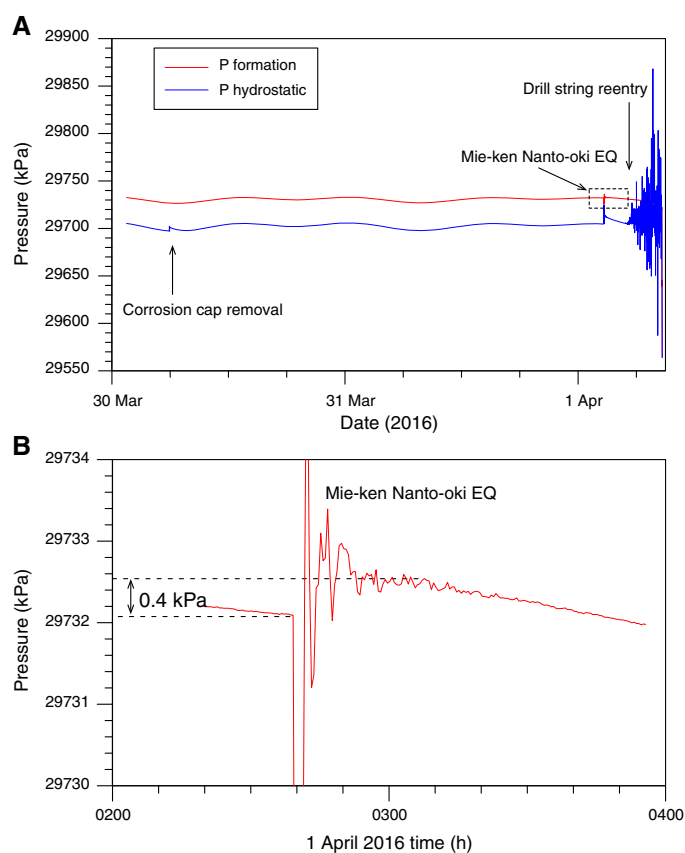 A
29900
29850
29800
29750
29700
29650
29600
29550
Pressure (kPa)
P formation
P hydrostatic
Drill string reentry
Mie-ken Nanto-oki EQ
Corrosion cap removal
30 Mar
31 Mar
1 Apr
Date (2016)
B
29734
29733
29732
29731
29730
Pressure (kPa)
Mie-ken Nanto-oki EQ
0.4 kPa
0200
0300
0400
1 April 2016 time (h)